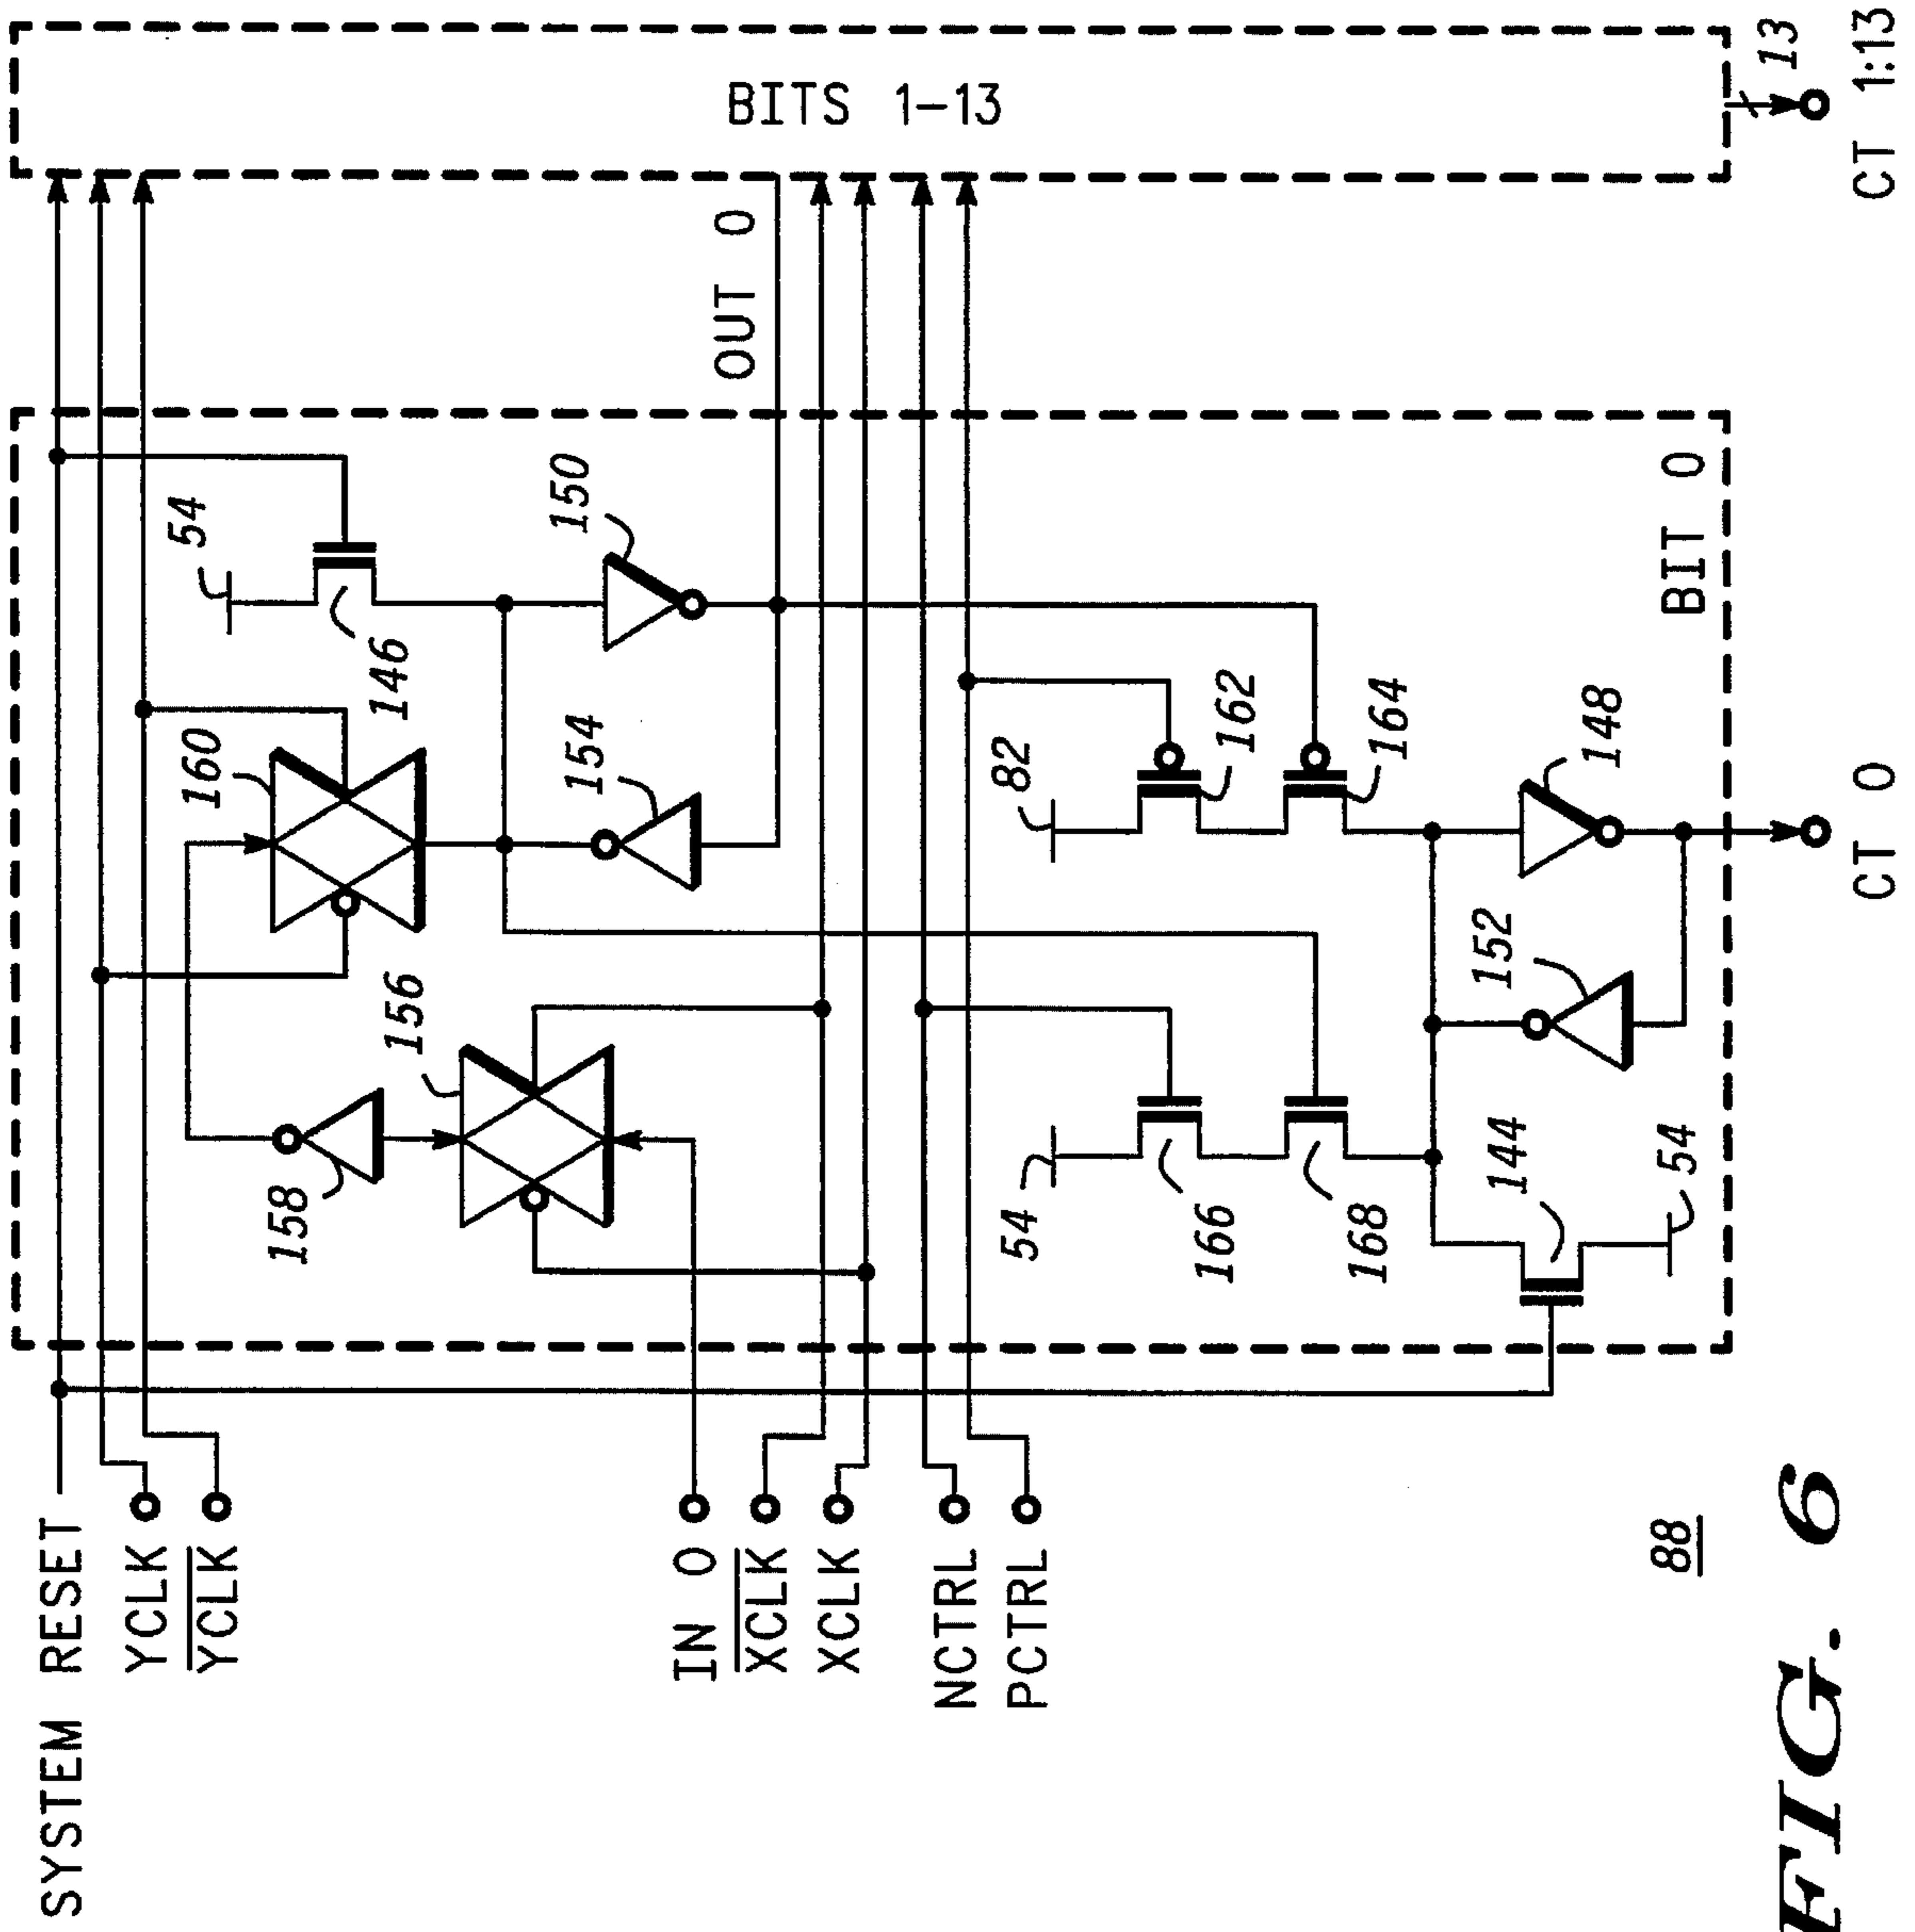 SYSTEM RESET
YCLK
YCLK
IN 0
XCLK
XCLK
NCTRL
PCTRL
54
160
146
150
OUT 0
BITS 1-13
158
156
154
82
162
164
54
166
168
144
54
152
148
BIT 0
CT 0
13
CT 1:13
88
FIG. 6